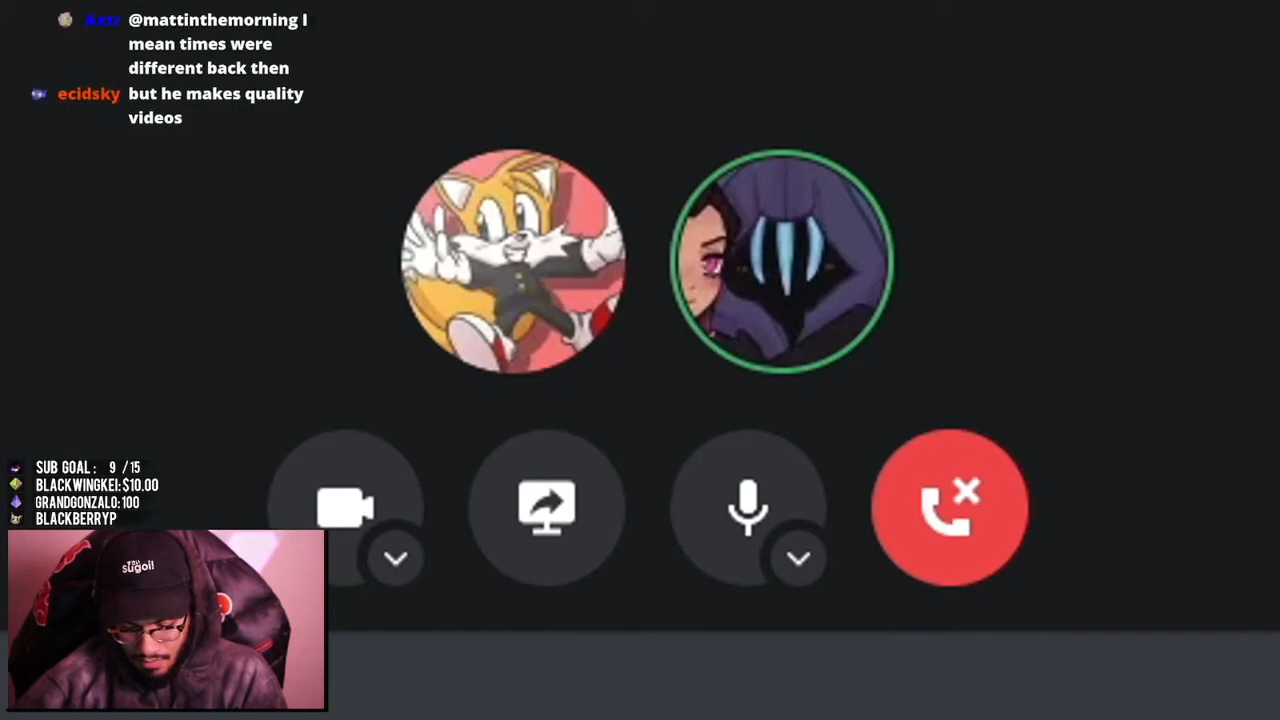 Axtr @mattinthemorning I
mean times were
different back then
ecidsky but he makes quality
videos
SUB GOAL: 9 /15
BLACKWINGKEI:$10.00
GRANDGONZALO:100
BLACKBERRYP
sugoi!